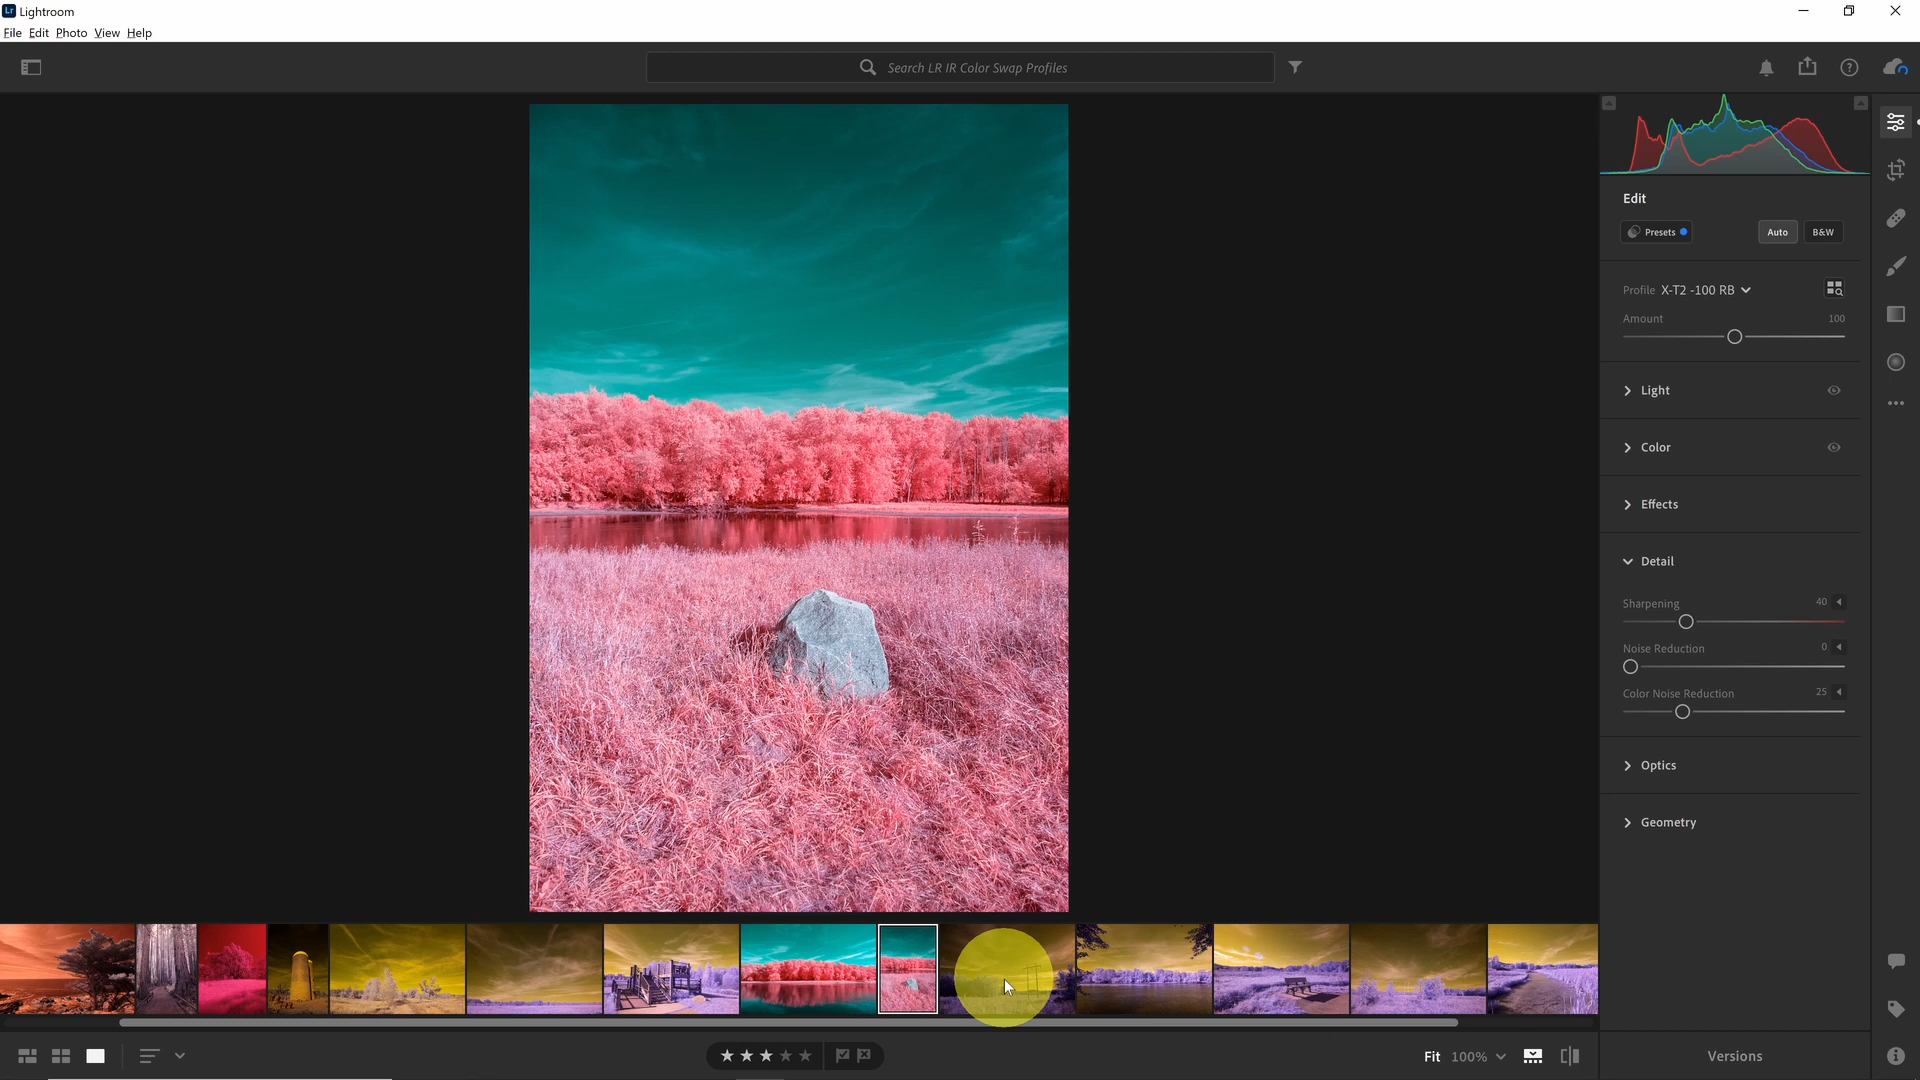 Lr Lightroom
File Edit Photo View Help
Search LR IR Color Swap Profiles
Edit
Presets Auto B&W
Profile X-T2 -100 RB
Amount 100
Light
Color
Effects
Detail
Sharpening 40
Noise Reduction 0
Color Noise Reduction 25
Optics
Geometry
Fit 100%
Versions